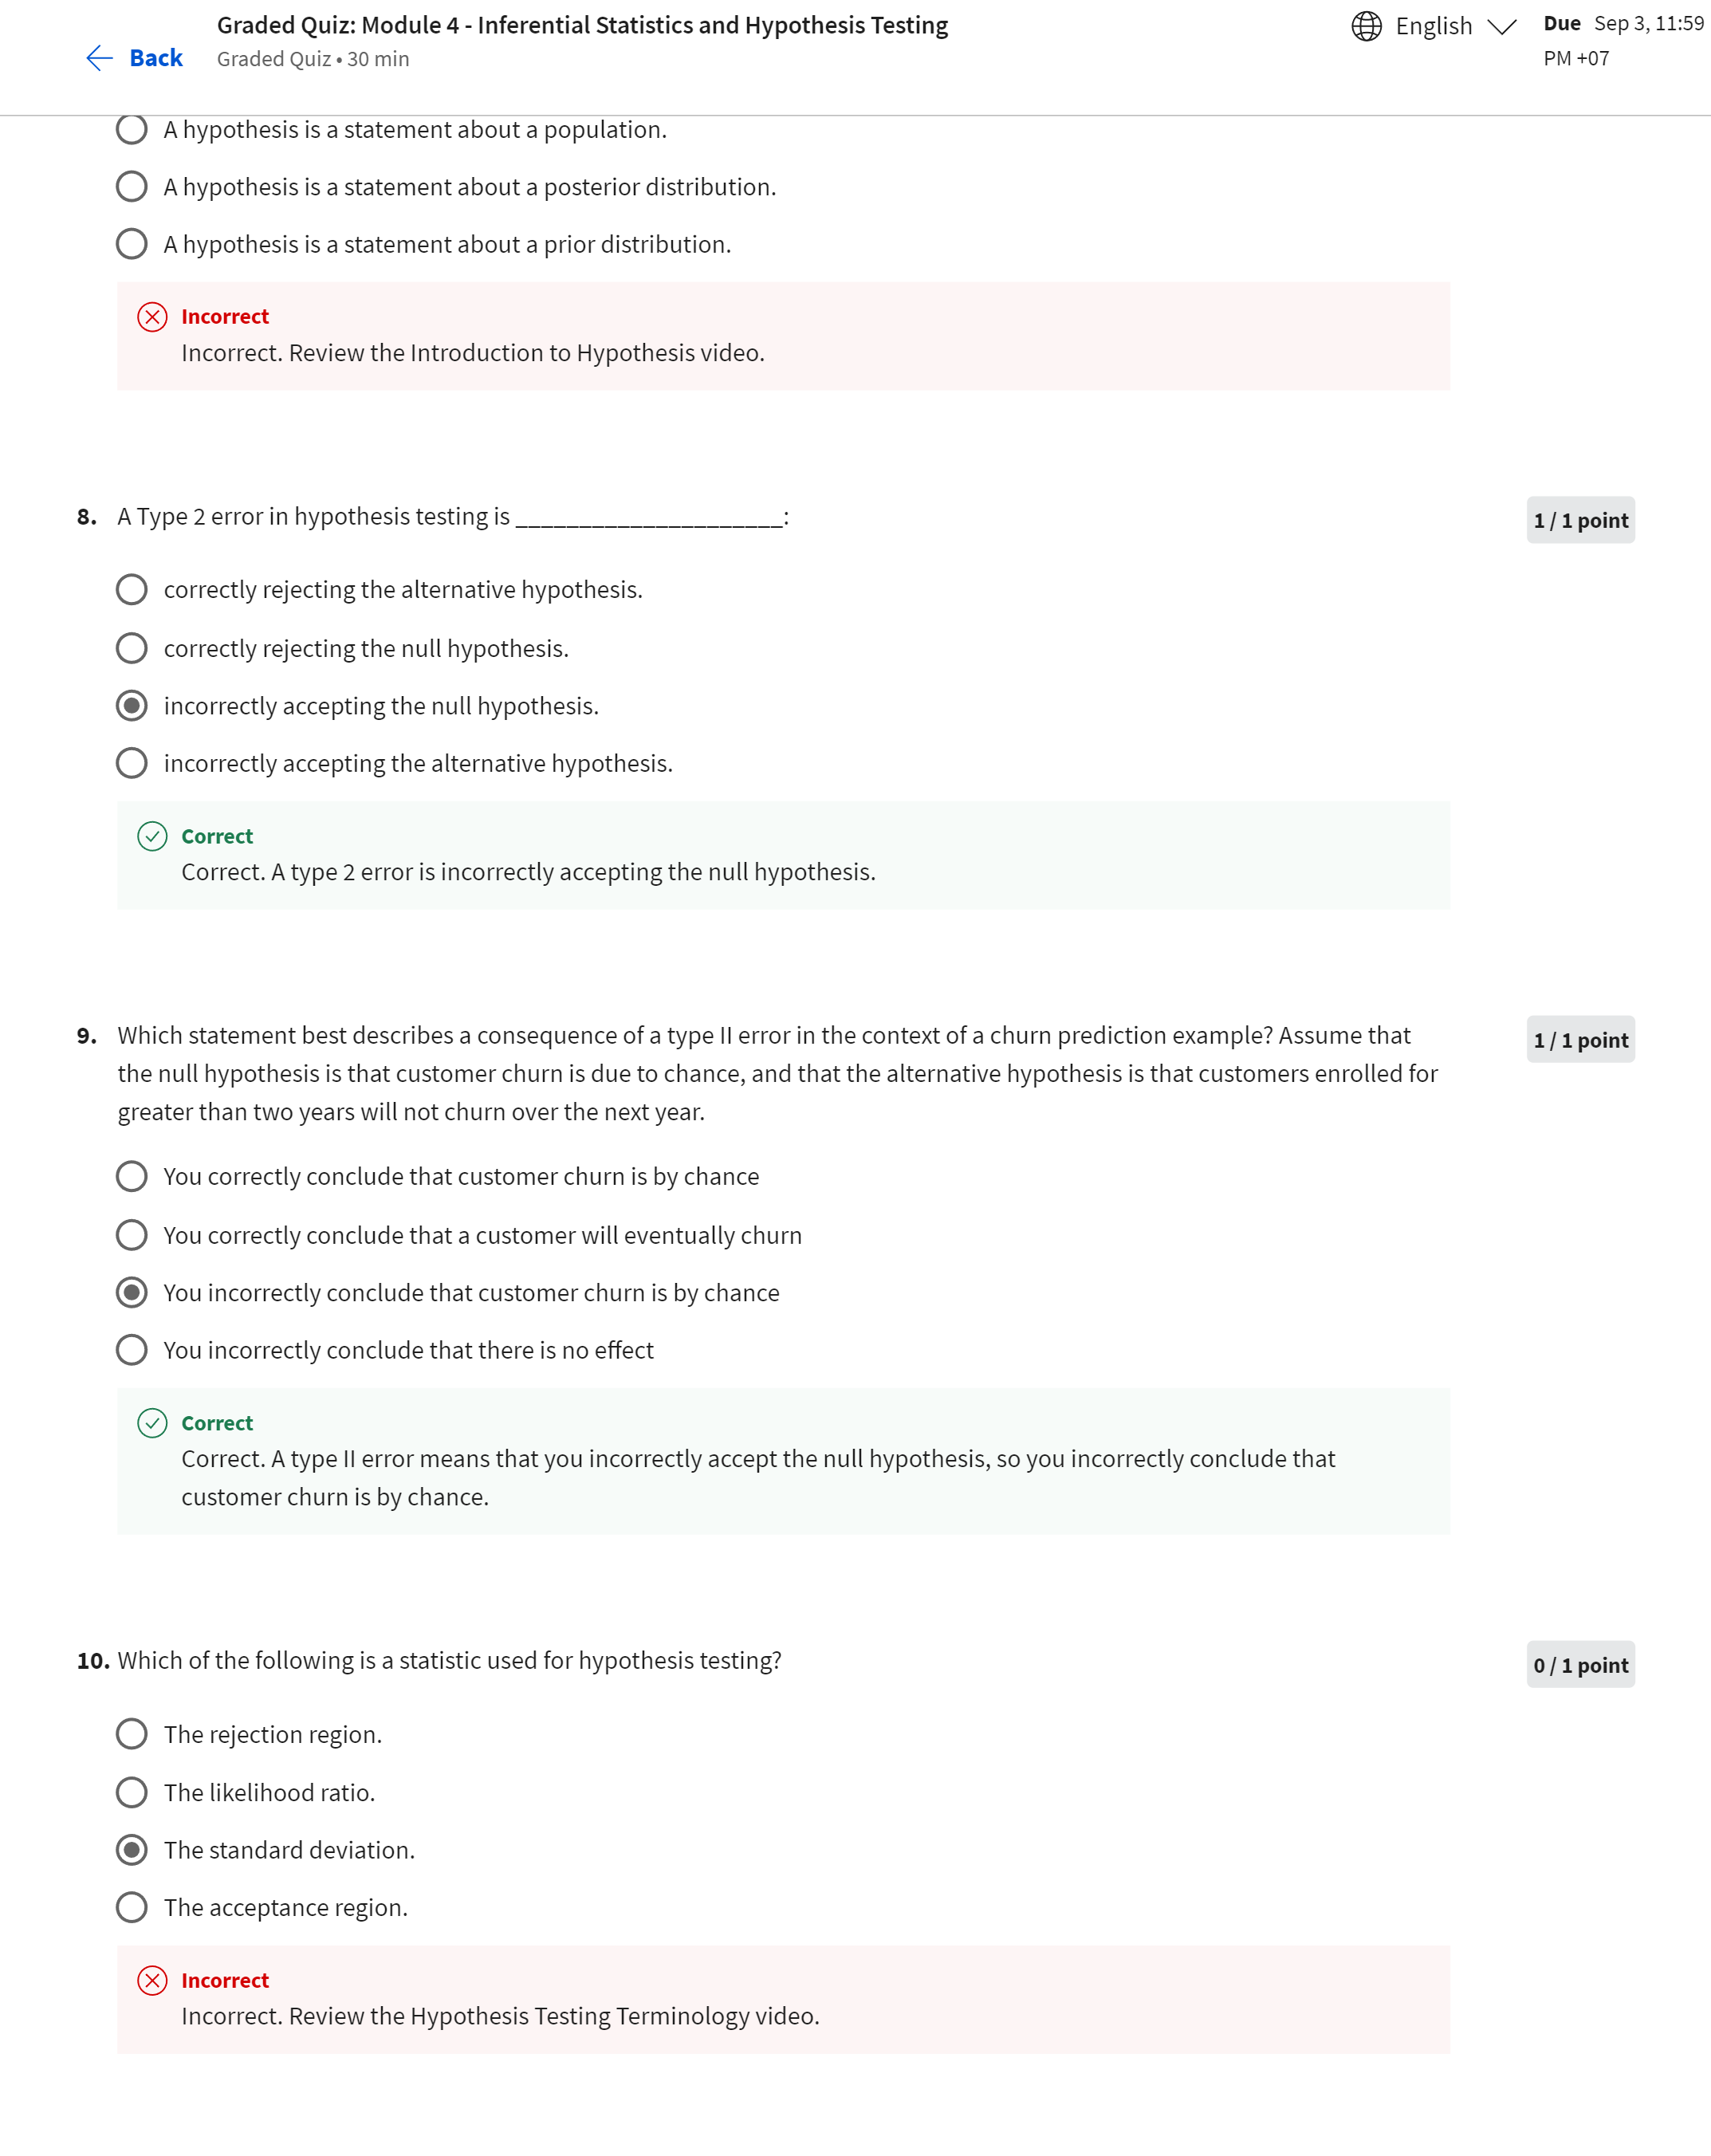 Graded Quiz: Module 4 - Inferential Statistics and Hypothesis Testing
Back
Graded Quiz • 30 min
English
Due Sep 3, 11:59
PM +07
A hypothesis is a statement about a population.
A hypothesis is a statement about a posterior distribution.
A hypothesis is a statement about a prior distribution.
Incorrect
Incorrect. Review the Introduction to Hypothesis video.
8. A Type 2 error in hypothesis testing is _____________________:
1 / 1 point
correctly rejecting the alternative hypothesis.
correctly rejecting the null hypothesis.
incorrectly accepting the null hypothesis.
incorrectly accepting the alternative hypothesis.
Correct
Correct. A type 2 error is incorrectly accepting the null hypothesis.
9. Which statement best describes a consequence of a type II error in the context of a churn prediction example? Assume that
the null hypothesis is that customer churn is due to chance, and that the alternative hypothesis is that customers enrolled for
greater than two years will not churn over the next year.
1 / 1 point
You correctly conclude that customer churn is by chance
You correctly conclude that a customer will eventually churn
You incorrectly conclude that customer churn is by chance
You incorrectly conclude that there is no effect
Correct
Correct. A type II error means that you incorrectly accept the null hypothesis, so you incorrectly conclude that
customer churn is by chance.
10. Which of the following is a statistic used for hypothesis testing?
0 / 1 point
The rejection region.
The likelihood ratio.
The standard deviation.
The acceptance region.
Incorrect
Incorrect. Review the Hypothesis Testing Terminology video.